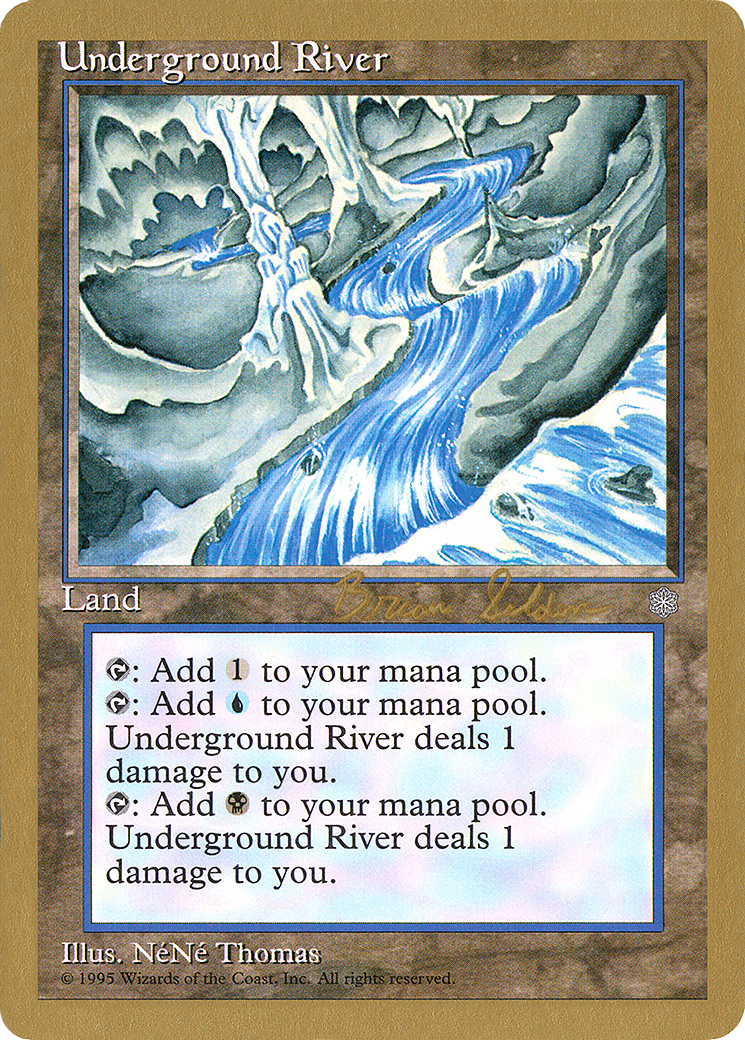 Underground River
Land
: Add 1 to your mana pool.
: Add to your mana pool.
Underground River deals 1
damage to you.
: Add to your mana pool.
Underground River deals 1
damage to you.
Illus. NéNé Thomas
© 1995 Wizards of the Coast, Inc. All rights reserved.